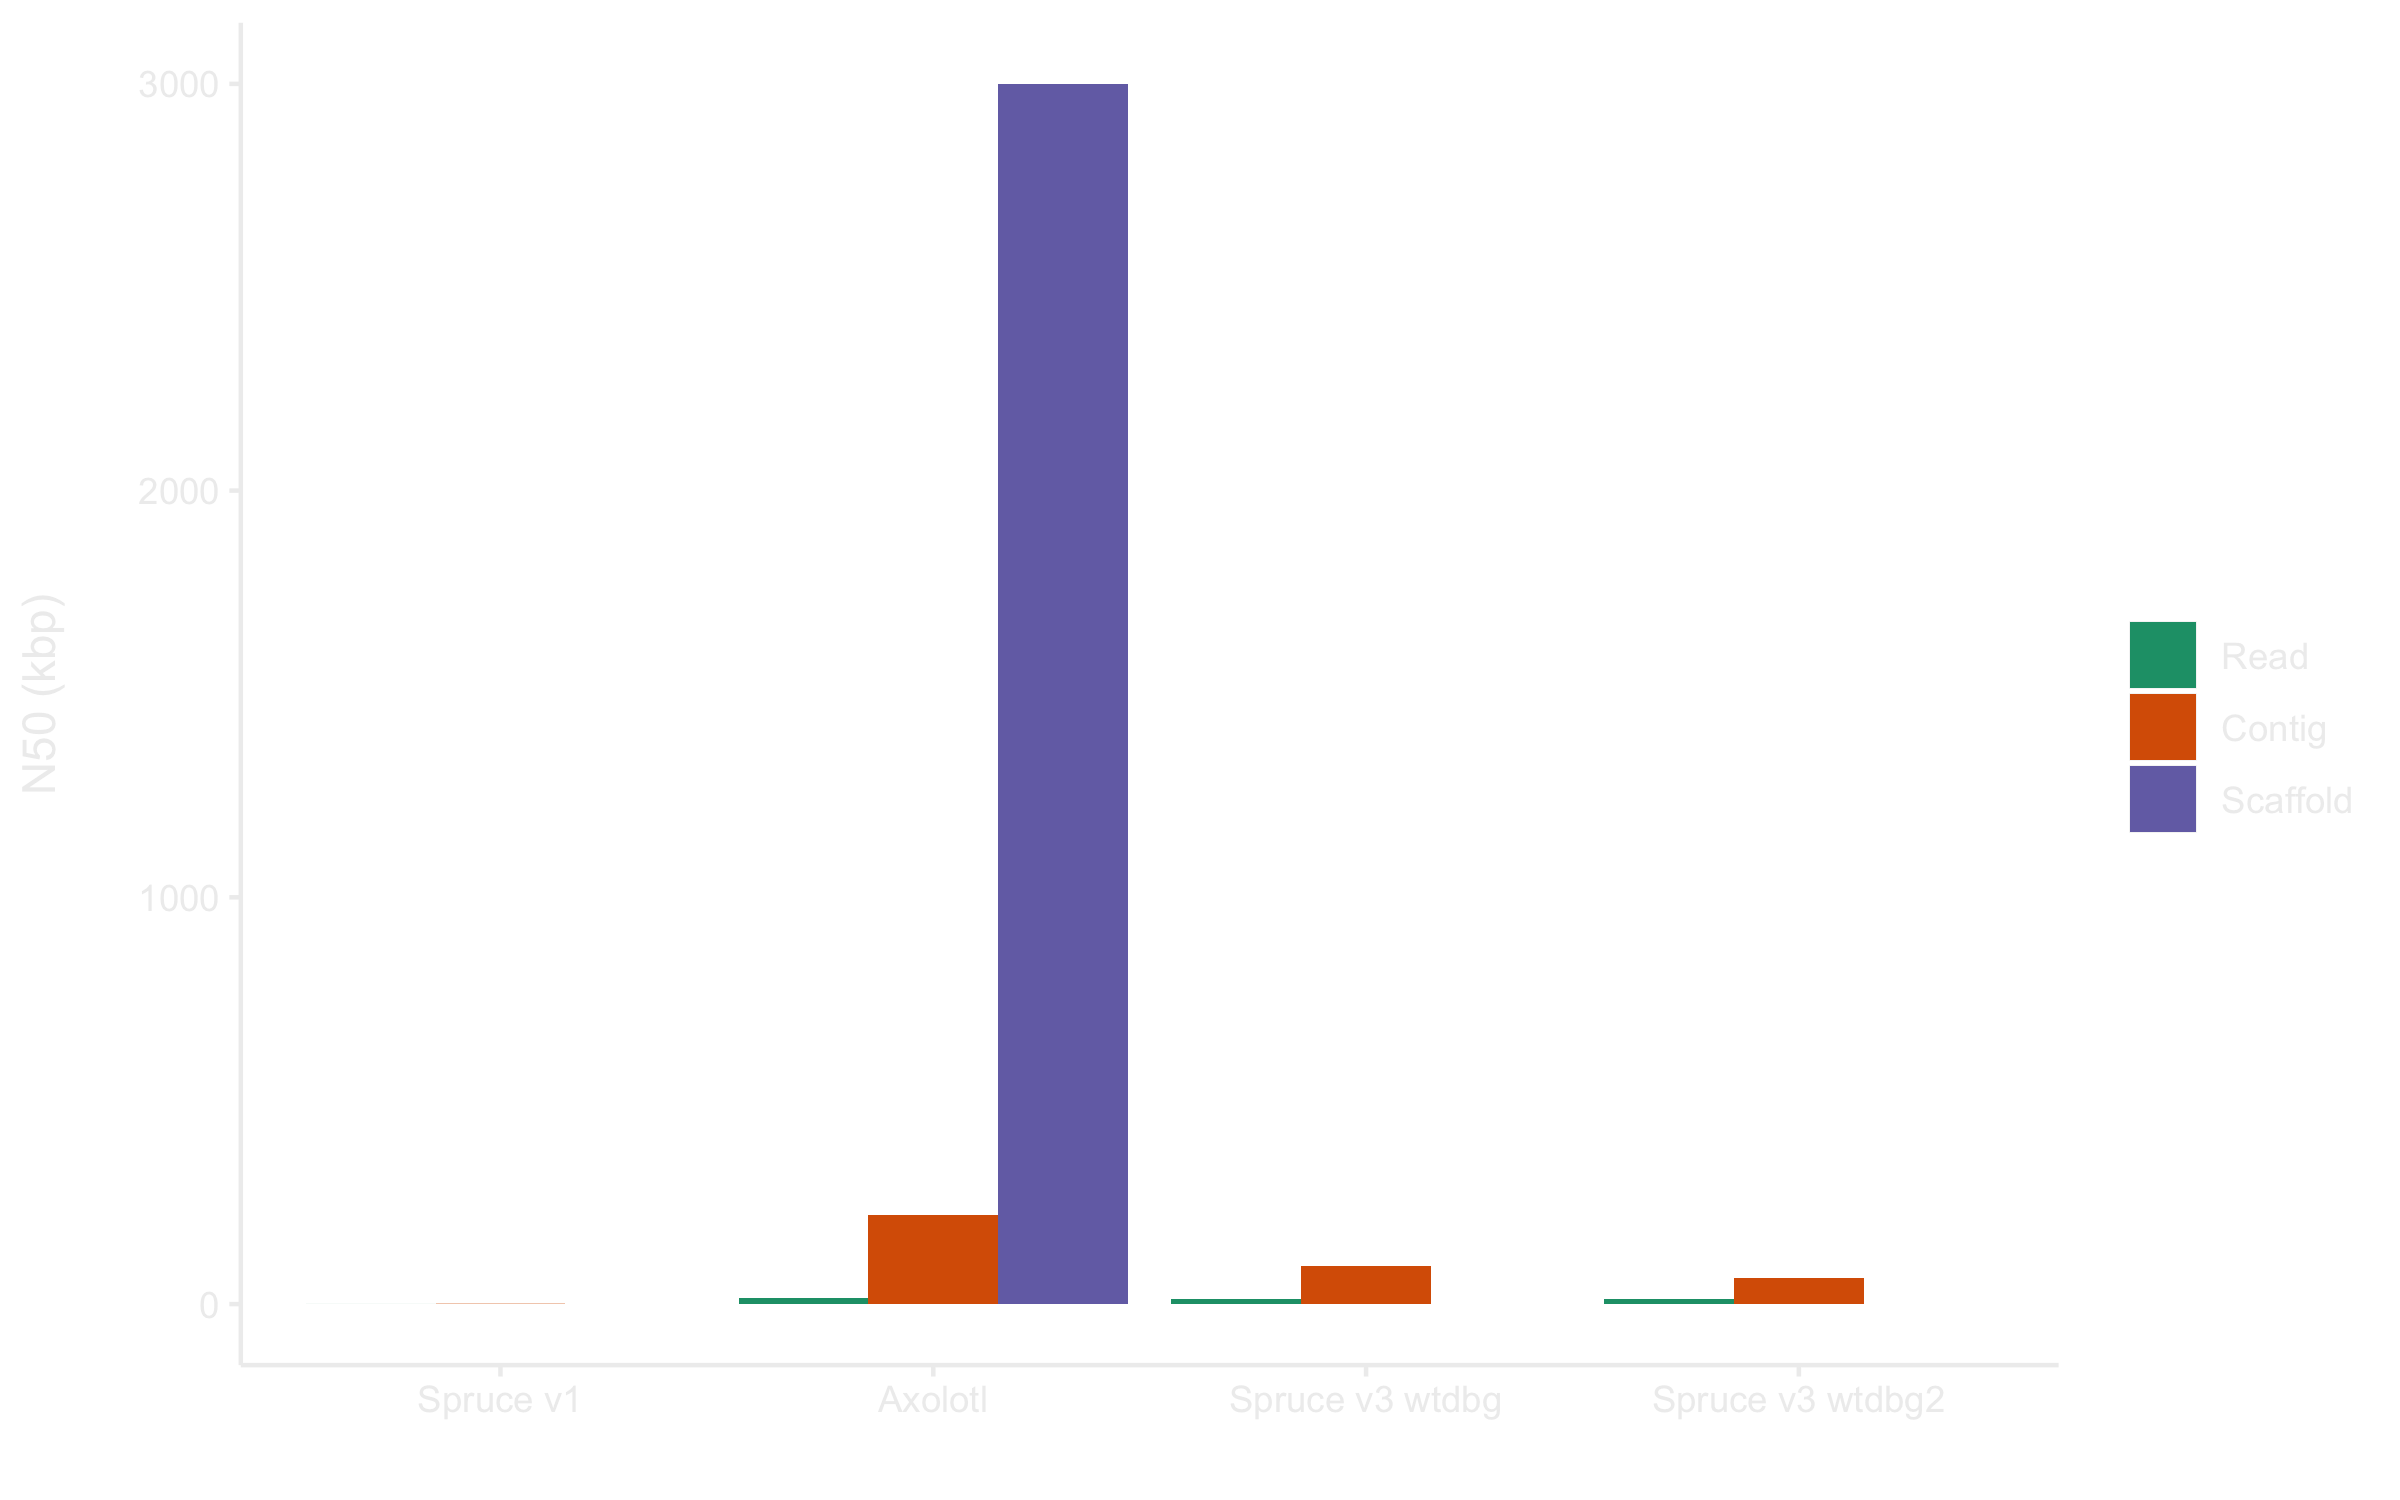 N50 (kbp)
3000
2000
1000
0
Spruce v1
Axolotl
Spruce v3 wtdbg
Spruce v3 wtdbg2
Read
Contig
Scaffold